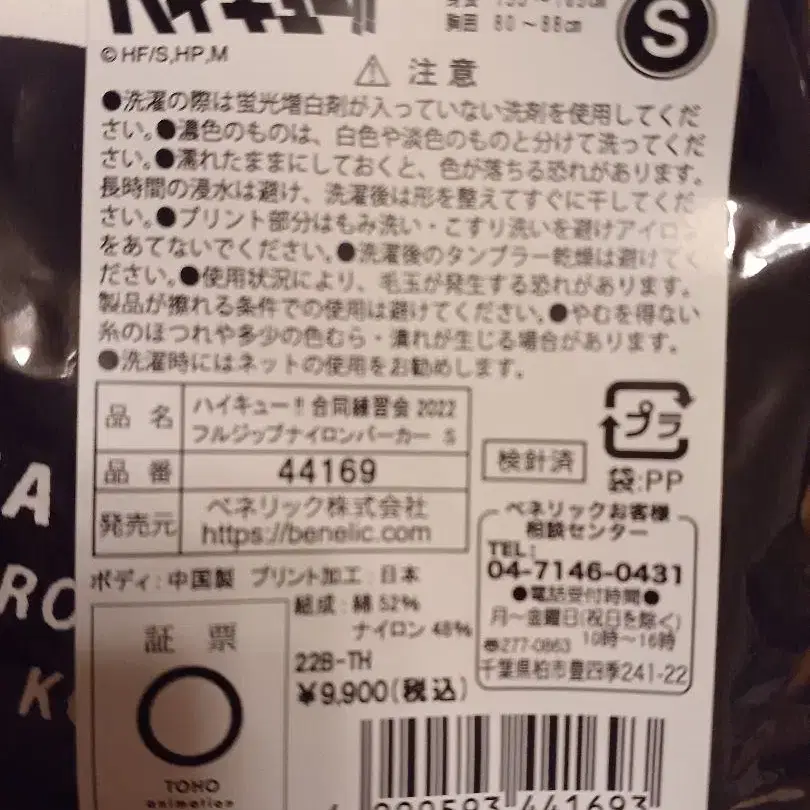 ハイキュー!!
胸囲 80～88cm
S
©HF/S,HP,M
⚠ 注意
●洗濯の際は蛍光増白剤が入っていない洗剤を使用してくだ
さい。●濃色のものは、白色や淡色のものと分けて洗ってくだ
さい。●濡れたままにしておくと、色が落ちる恐れがあります。
長時間の浸水は避け、洗濯後は形を整えてすぐに干してくだ
さい。●プリント部分はもみ洗い・こすり洗いを避けアイロン
をあてないでください。●洗濯後のタンブラー乾燥は避けてく
ださい。●使用状況により、毛玉が発生する恐れがあります。
製品が擦れる条件での使用は避けてください。●やむを得ない
糸のほつれや多少の色むら・潰れが生じる場合があります。
●洗濯時にはネットの使用をお勧めします。
品名 ハイキュー!! 合同練習会 2022
フルジップナイロンパーカー S
品番 44169
発売元 ベネリック株式会社
https://benelic.com
検針済
プラ
袋:PP
ベネリックお客様
相談センター
TEL:
04-7146-0431
●電話受付時間●
月～金曜日(祝日を除く)
10時～16時
〒277-0863
千葉県柏市豊四季241-22
ボディ:中国製 プリント加工:日本
組成:綿 52%
ナイロン 48%
22B-TH
¥9,900(税込)
証票
TOHO
animation
441693
A
RO
K